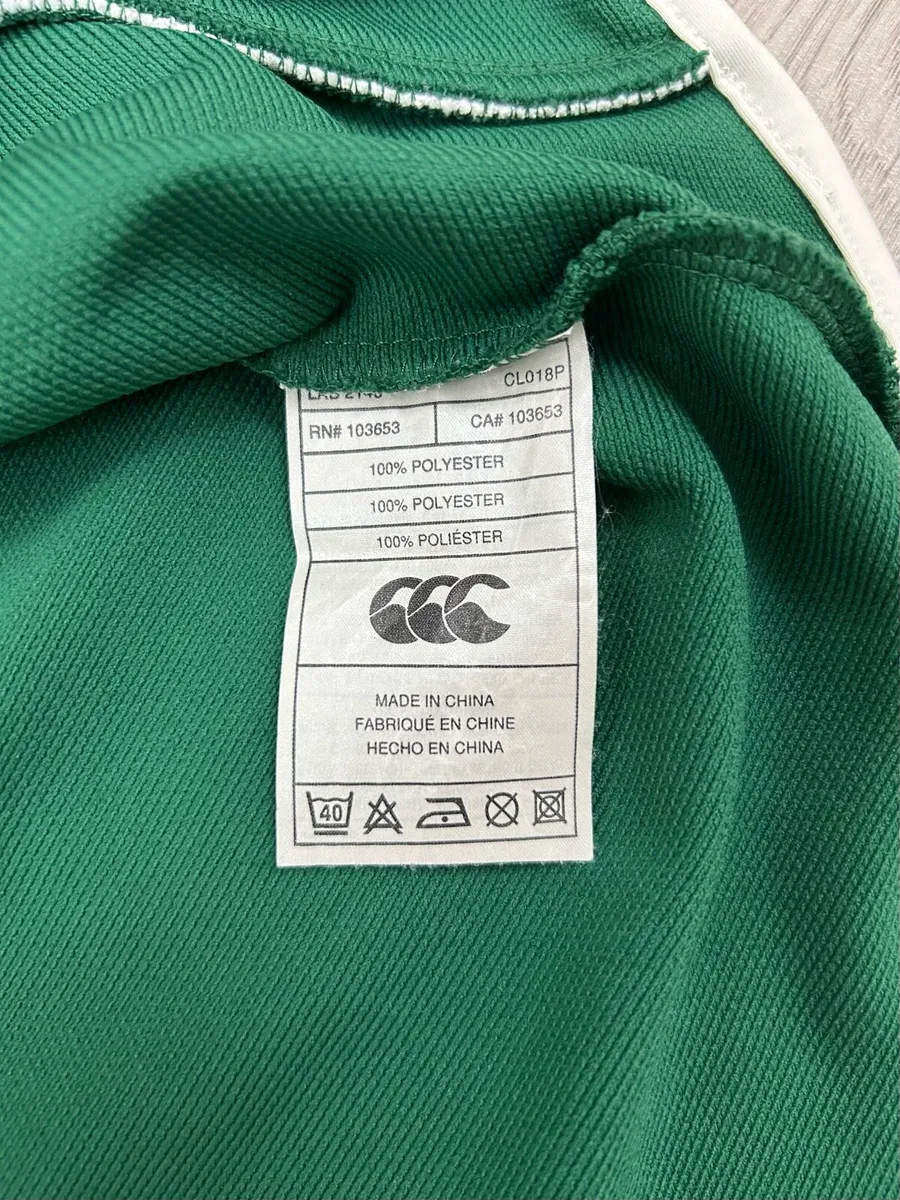 CL018P
RN# 103653 CA# 103653
100% POLYESTER
100% POLYESTER
100% POLIÉSTER
MADE IN CHINA
FABRIQUÉ EN CHINE
HECHO EN CHINA
40